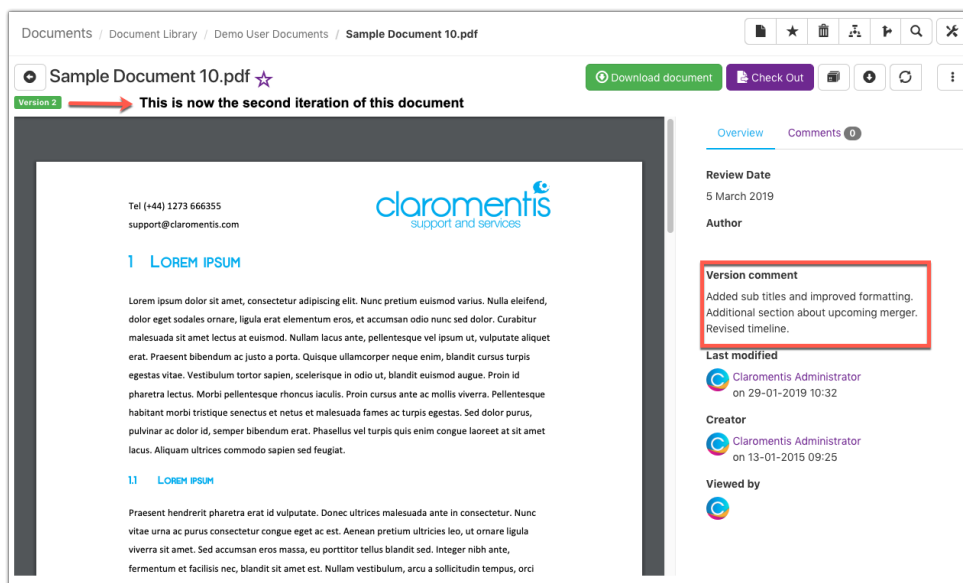 Documents / Document Library / Demo User Documents / Sample Document 10.pdf
Sample Document 10.pdf
Download document
Check Out
Version 2
This is now the second iteration of this document
Tel (+44) 1273 666355
support@claromentis.com
claromentis
support and services
1 Lorem ipsum
Lorem ipsum dolor sit amet, consectetur adipiscing elit. Nunc pretium euismod varius. Nulla eleifend,
dolor eget sodales ornare, ligula erat elementum eros, et accumsan odio nunc sed dolor. Curabitur
malesuada sit amet lectus at euismod. Nullam lacus ante, pellentesque vel ipsum ut, vulputate aliquet
erat. Praesent bibendum ac justo a porta. Quisque ullamcorper neque enim, blandit cursus turpis
egestas vitae. Vestibulum tortor sapien, scelerisque in odio ut, blandit euismod augue. Proin id
pharetra lectus. Morbi pellentesque rhoncus iaculis. Proin cursus ante ac mollis viverra. Pellentesque
habitant morbi tristique senectus et netus et malesuada fames ac turpis egestas. Sed dolor purus,
pulvinar ac dolor id, semper bibendum erat. Phasellus vel turpis quis enim congue laoreet at sit amet
lacus. Aliquam ultrices commodo sapien sed feugiat.
1.1 Lorem ipsum
Praesent hendrerit pharetra erat id vulputate. Donec ultrices malesuada ante in consectetur. Nunc
vitae urna ac purus consectetur congue eget ac est. Aenean pretium ultricies leo, ut ornare ligula
viverra sit amet. Sed accumsan eros massa, eu porttitor tellus blandit sed. Integer nibh ante,
fermentum et facilisis nec, blandit sit amet est. Nullam vestibulum, arcu a sollicitudin tempus, orci
Overview
Comments 0
Review Date
5 March 2019
Author
Version comment
Added sub titles and improved formatting.
Additional section about upcoming merger.
Revised timeline.
Last modified
Claromentis Administrator
on 29-01-2019 10:32
Creator
Claromentis Administrator
on 13-01-2015 09:25
Viewed by